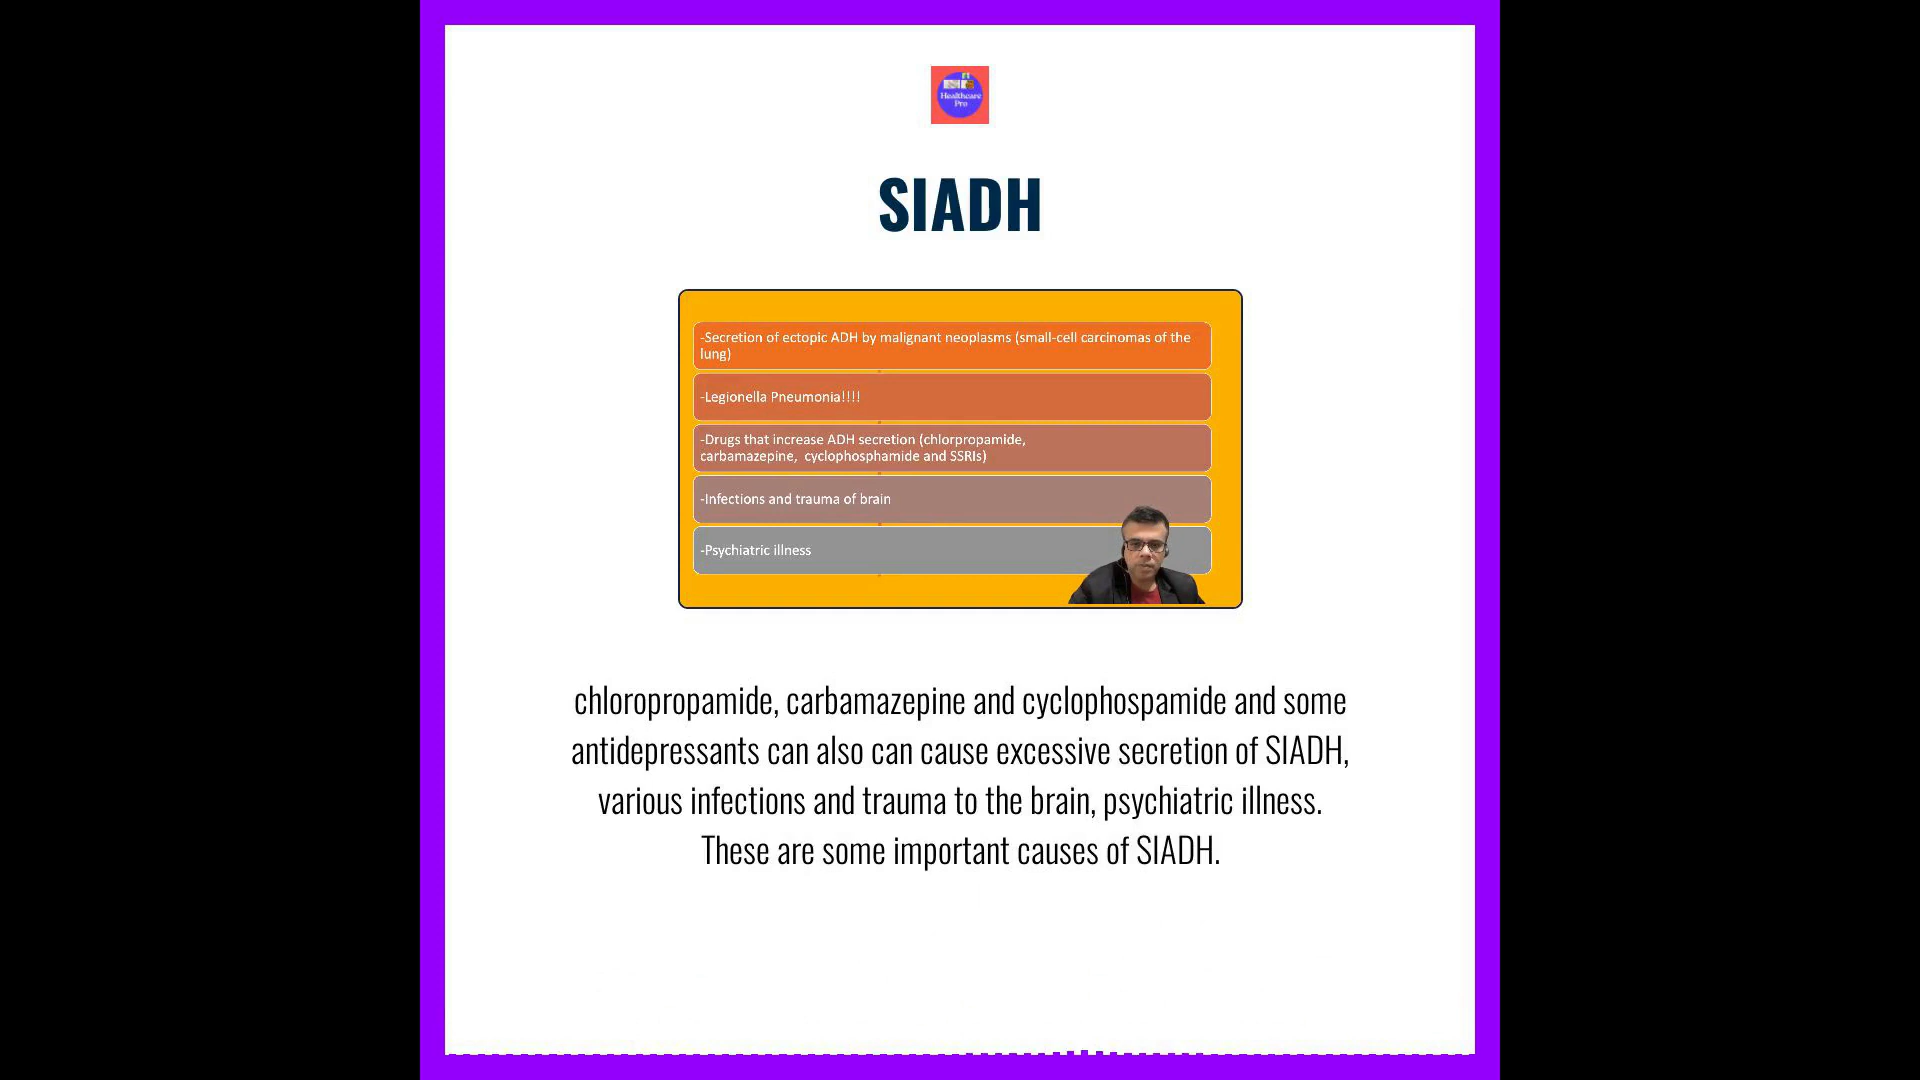 Healthcare
Pro
SIADH
-Secretion of ectopic ADH by malignant neoplasms (small-cell carcinomas of the
lung)
-Legionella Pneumonia!!!!
-Drugs that increase ADH secretion (chlorpropamide,
carbamazepine, cyclophosphamide and SSRIs)
-Infections and trauma of brain
-Psychiatric illness
chloropropamide, carbamazepine and cyclophospamide and some
antidepressants can also can cause excessive secretion of SIADH,
various infections and trauma to the brain, psychiatric illness.
These are some important causes of SIADH.